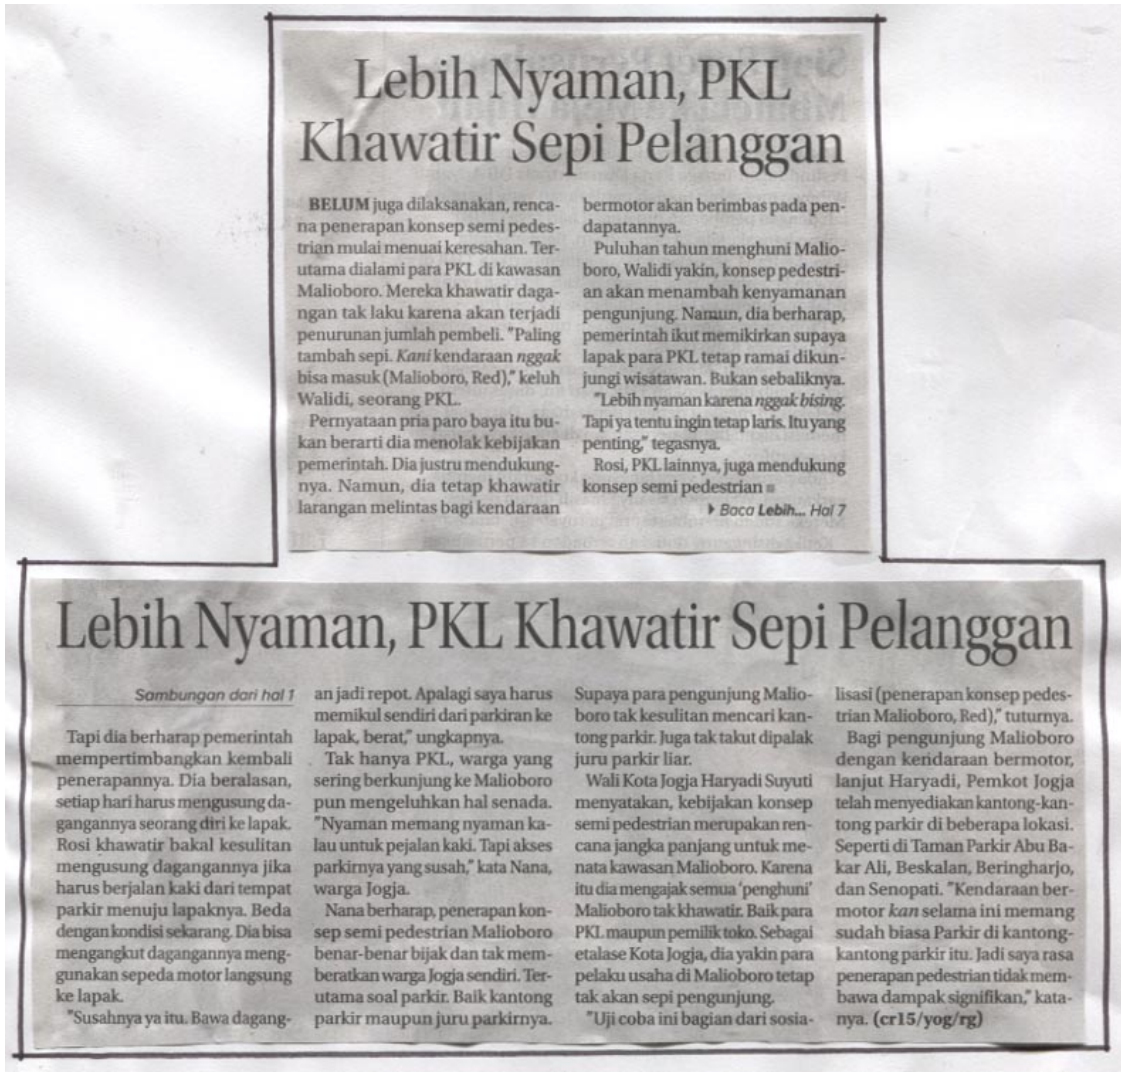 Lebih Nyaman, PKL
Khawatir Sepi Pelanggan
BELUM juga dilaksanakan, renca-
na penerapan konsep semi pedes-
trian mulai menuai keresahan. Ter-
utama dialami para PKL di kawasan
Malioboro. Mereka khawatir daga-
ngan tak laku karena akan terjadi
penurunan jumlah pembeli. "Paling
tambah sepi. Kani kendaraan nggak
bisa masuk (Malioboro, Red)," keluh
Walidi, seorang PKL.
Pernyataan pria paro baya itu bu-
kan berarti dia menolak kebijakan
pemerintah. Dia justru mendukung-
nya. Namun, dia tetap khawatir
larangan melintas bagi kendaraan
bermotor akan berimbas pada pen-
dapatannya.
Puluhan tahun menghuni Malio-
boro, Walidi yakin, konsep pedestri-
an akan menambah kenyamanan
pengunjung. Namun, dia berharap,
pemerintah ikut memikirkan supaya
lapak para PKL tetap ramai dikun-
jungi wisatawan. Bukan sebaliknya.
"Lebih nyaman karena nggak bising.
Tapi ya tentu ingin tetap laris. Itu yang
penting," tegasnya.
Rosi, PKL lainnya, juga mendukung
konsep semi pedestrian
Baca Lebih... Hal 7
Lebih Nyaman, PKL Khawatir Sepi Pelanggan
Sambungan dari hal 1
Tapi dia berharap pemerintah
mempertimbangkan kembali
penerapannya. Dia beralasan,
setiap hari harus mengusung da-
gangannya seorang diri ke lapak.
Rosi khawatir bakal kesulitan
mengusung dagangannya jika
harus berjalan kaki dari tempat
parkir menuju lapaknya. Beda
dengan kondisi sekarang. Dia bisa
mengangkut dagangannya meng-
gunakan sepeda motor langsung
ke lapak.
"Susahnya ya itu. Bawa dagang-
an jadi repot. Apalagi saya harus
memikul sendiri dari parkiran ke
lapak, berat," ungkapnya.
Tak hanya PKL, warga yang
sering berkunjung ke Malioboro
pun mengeluhkan hal senada.
"Nyaman memang nyaman ka-
lau untuk pejalan kaki. Tapi akses
parkirnya yang susah," kata Nana,
warga Jogja.
Nana berharap, penerapan kon-
sep semi pedestrian Malioboro
benar-benar bijak dan tak mem-
beratkan warga Jogja sendiri. Ter-
utama soal parkir. Baik kantong
parkir maupun juru parkirnya.
Supaya para pengunjung Malio-
boro tak kesulitan mencari kan-
tong parkir. Juga tak takut dipalak
juru parkir liar.
Wali Kota Jogja Haryadi Suyuti
menyatakan, kebijakan konsep
semi pedestrian merupakan ren-
cana jangka panjang untuk me-
nata kawasan Malioboro. Karena
itu dia mengajak semua 'penghuni'
Malioboro tak khawatir. Baik para
PKL maupun pemilik toko. Sebagai
etalase Kota Jogja, dia yakin para
pelaku usaha di Malioboro tetap
tak akan sepi pengunjung.
"Uji coba ini bagian dari sosia-
lisasi (penerapan konsep pedes-
trian Malioboro, Red)," tuturnya.
Bagi pengunjung Malioboro
dengan kendaraan bermotor,
lanjut Haryadi, Pemkot Jogja
telah menyediakan kantong-kan-
tong parkir di beberapa lokasi.
Seperti di Taman Parkir Abu Ba-
kar Ali, Beskalan, Beringharjo,
dan Senopati. "Kendaraan ber-
motor kan selama ini memang
sudah biasa Parkir di kantong-
kantong parkir itu. Jadi saya rasa
penerapan pedestrian tidak mem-
bawa dampak signifikan," kata-
nya. (cr15/yog/rg)